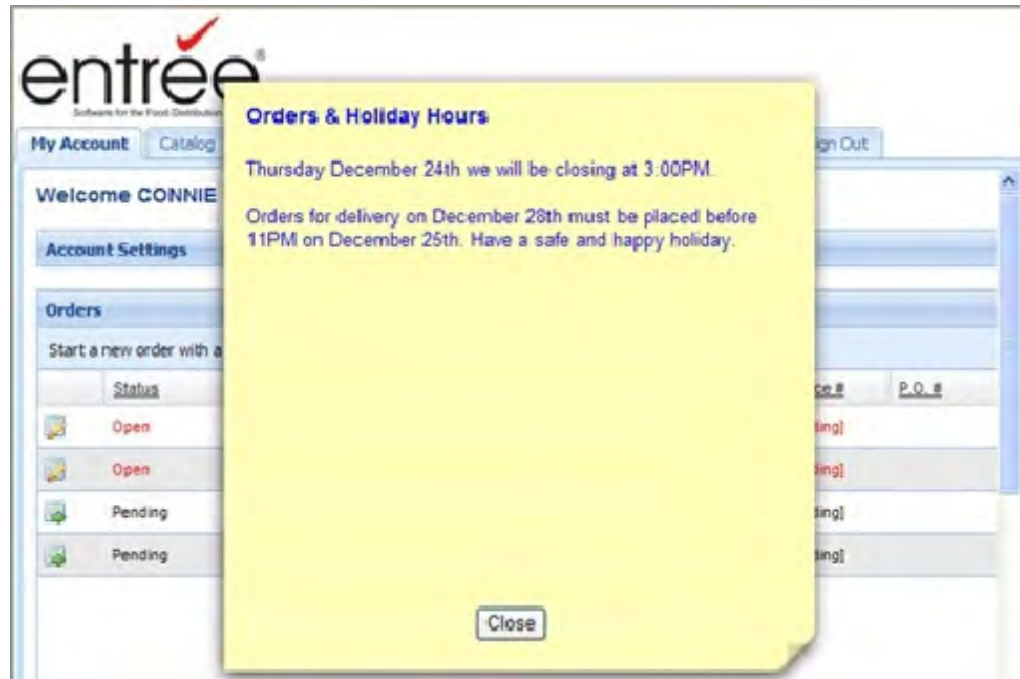 entrée®
Software for the Food Distribution
My Account Catalog ign Out
Welcome CONNIE
Account Settings
Orders
Start a new order with a
Status ce # P.O. #
Open ding]
Open ding]
Pending ding]
Pending ding]
Orders & Holiday Hours
Thursday December 24th we will be closing at 3:00PM.
Orders for delivery on December 28th must be placed before
11PM on December 25th. Have a safe and happy holiday.
Close